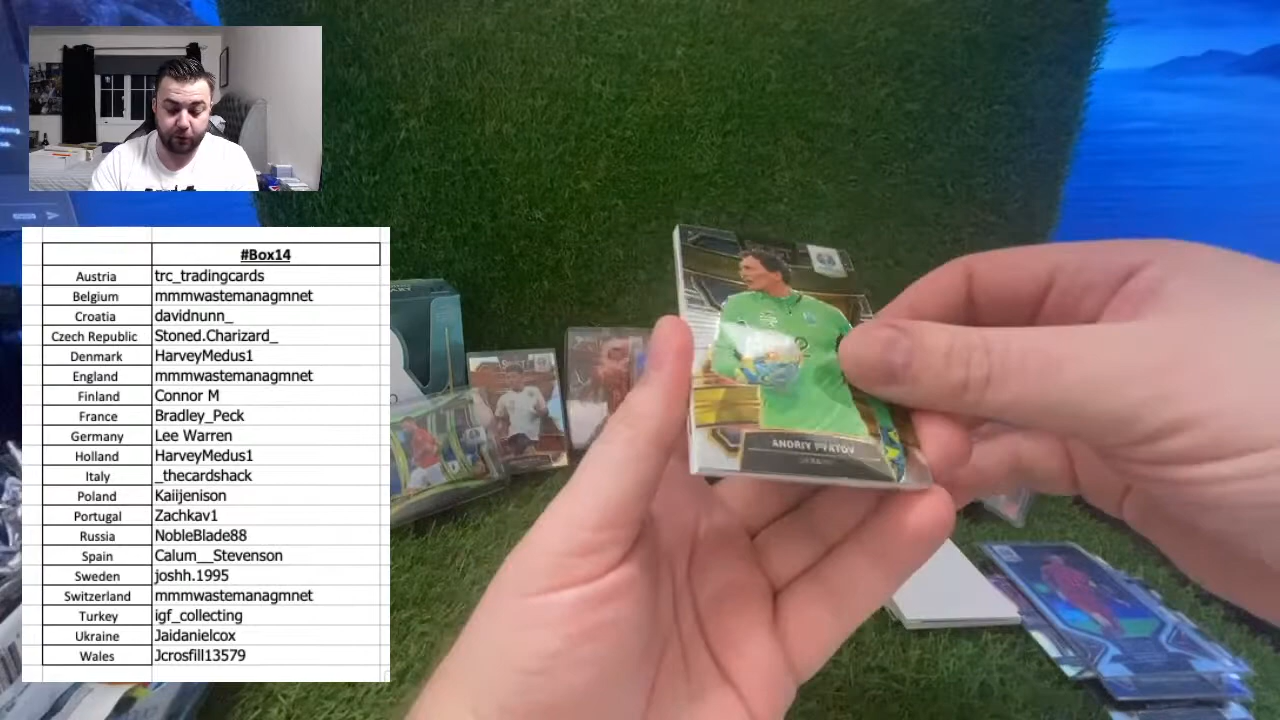 #Box14
Austria trc_tradingcards
Belgium mmmwastemanagmnet
Croatia davidnunn_
Czech Republic Stoned.Charizard_
Denmark HarveyMedus1
England mmmwastemanagmnet
Finland Connor M
France Bradley_Peck
Germany Lee Warren
Holland HarveyMedus1
Italy _thecardshack
Poland Kaiijenison
Portugal Zachkav1
Russia NobleBlade88
Spain Calum__Stevenson
Sweden joshh.1995
Switzerland mmmwastemanagmnet
Turkey igf_collecting
Ukraine Jaidanielcox
Wales Jcrosfill13579
ANDRIY PYATOV